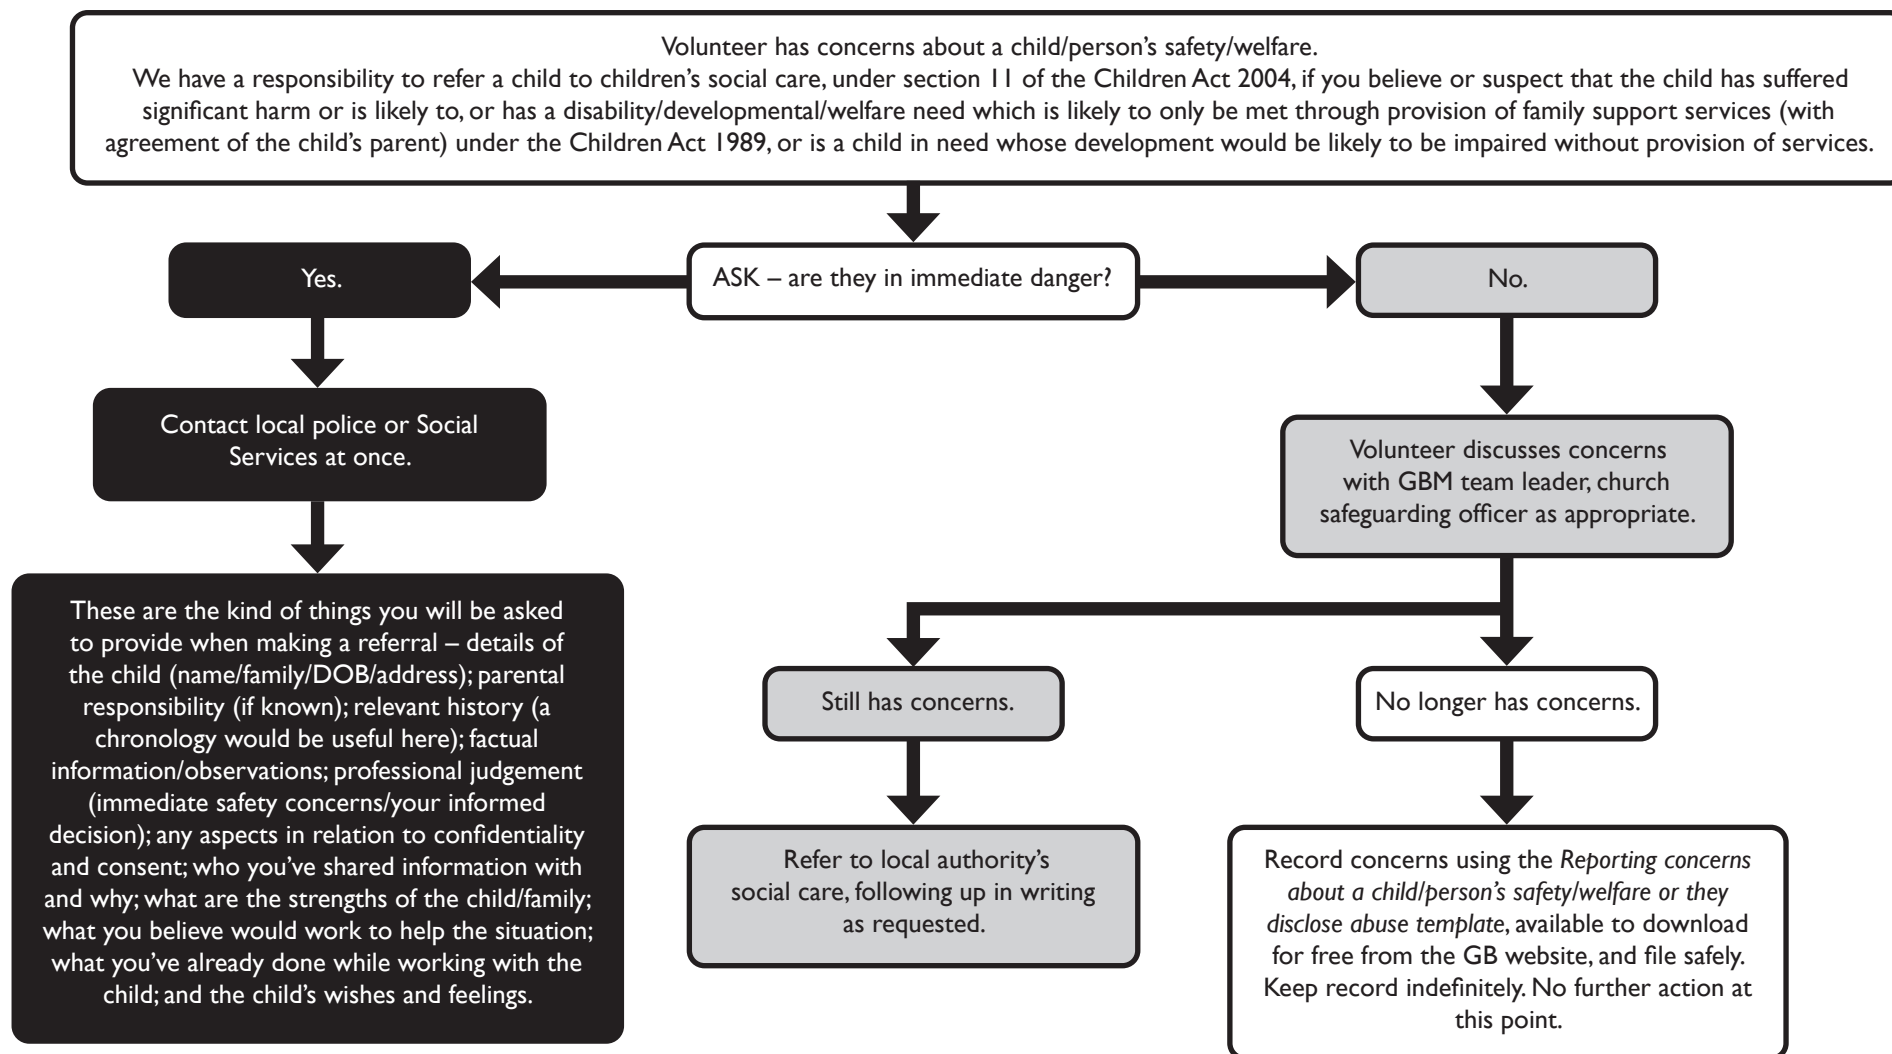 Volunteer has concerns about a child/person's safety/welfare.
We have a responsibility to refer a child to children's social care, under section 11 of the Children Act 2004, if you believe or suspect that the child has suffered
significant harm or is likely to, or has a disability/developmental/welfare need which is likely to only be met through provision of family support services (with
agreement of the child's parent) under the Children Act 1989, or is a child in need whose development would be likely to be impaired without provision of services.
Yes.
ASK – are they in immediate danger?
No.
Contact local police or Social
Services at once.
Volunteer discusses concerns
with GBM team leader, church
safeguarding officer as appropriate.
These are the kind of things you will be asked
to provide when making a referral – details of
the child (name/family/DOB/address); parental
responsibility (if known); relevant history (a
chronology would be useful here); factual
information/observations; professional judgement
(immediate safety concerns/your informed
decision); any aspects in relation to confidentiality
and consent; who you've shared information with
and why; what are the strengths of the child/family;
what you believe would work to help the situation;
what you've already done while working with the
child; and the child's wishes and feelings.
Still has concerns.
No longer has concerns.
Refer to local authority's
social care, following up in writing
as requested.
Record concerns using the Reporting concerns
about a child/person's safety/welfare or they
disclose abuse template, available to download
for free from the GB website, and file safely.
Keep record indefinitely. No further action at
this point.